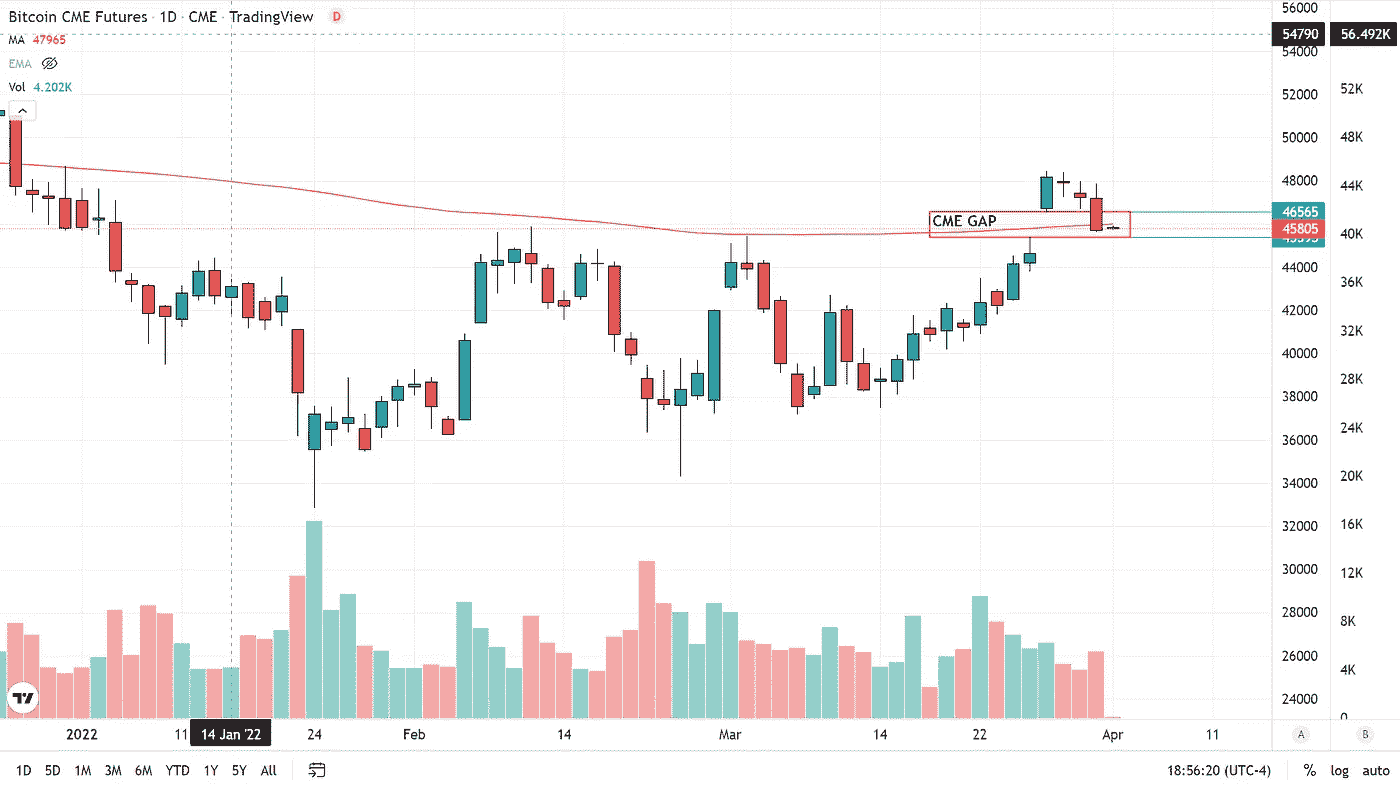 Bitcoin CME Futures · 1D · CME · TradingView D
MA 47965
EMA
Vol 4.202K
CME GAP
56000
54790
54000
52000
50000
48000
46565
45805
44000
42000
40000
38000
36000
34000
32000
30000
28000
26000
24000
56.492K
52K
48K
44K
40K
36K
32K
28K
24K
20K
16K
12K
8K
4K
0
2022 11 14 Jan '22 24 Feb 14 Mar 14 22 Apr 11 A B
1D 5D 1M 3M 6M YTD 1Y 5Y All 18:56:20 (UTC-4) % log auto